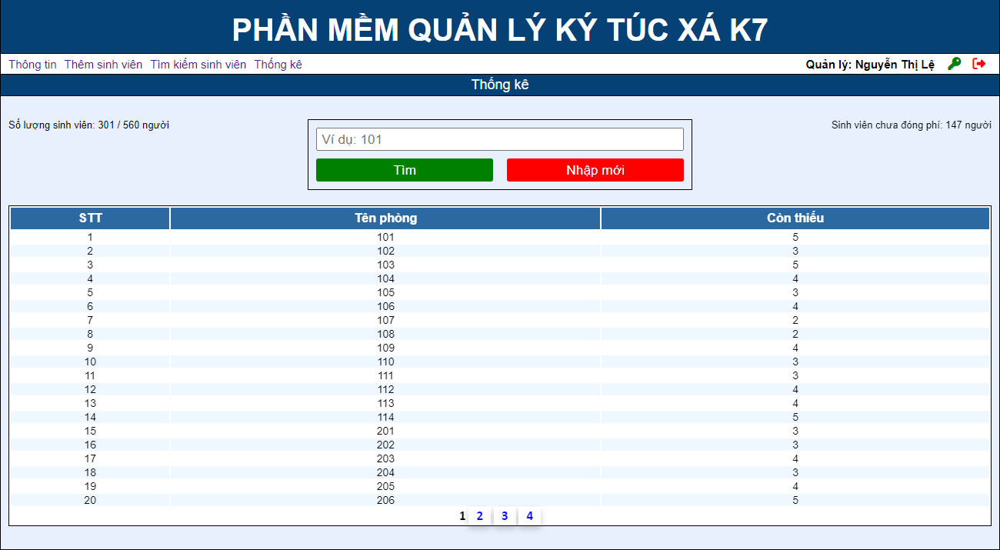 PHẦN MỀM QUẢN LÝ KÝ TÚC XÁ K7
Thông tin Thêm sinh viên Tìm kiếm sinh viên Thống kê Quản lý: Nguyễn Thị Lệ
Thống kê
Số lượng sinh viên: 301 / 560 người
Ví dụ: 101
Sinh viên chưa đóng phí: 147 người
Tìm Nhập mới
STT Tên phòng Còn thiếu
1 101 5
2 102 3
3 103 5
4 104 4
5 105 3
6 106 4
7 107 2
8 108 2
9 109 4
10 110 3
11 111 3
12 112 4
13 113 4
14 114 5
15 201 3
16 202 3
17 203 4
18 204 3
19 205 4
20 206 5
1 2 3 4